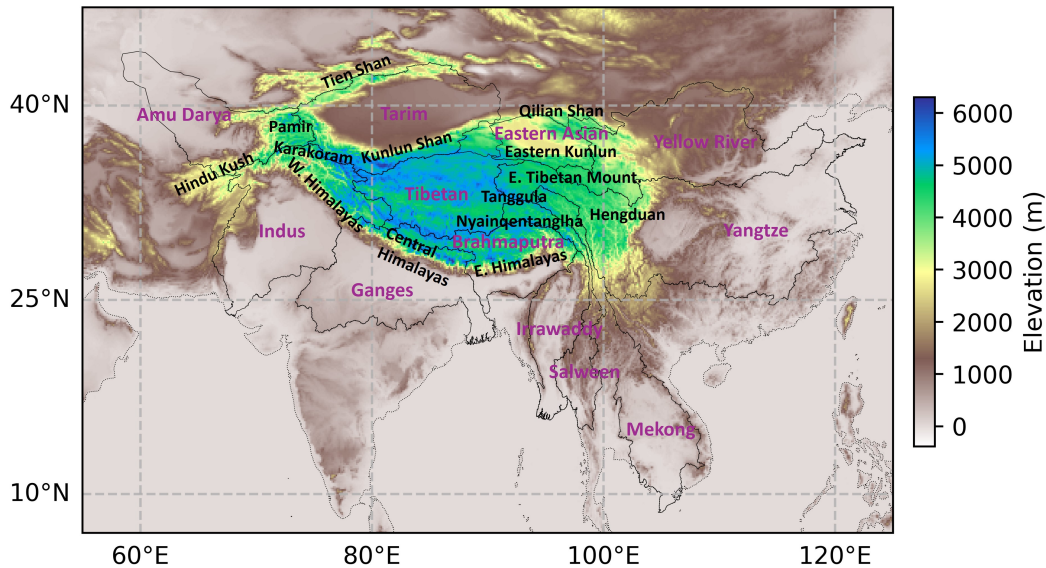 Tien Shan
40°N
Amu Darya
Tarim
Qilian Shan
Pamir
Eastern Asian
Yellow River
Karakoram
Kunlun Shan
Eastern Kunlun
Hindu Kush
W. Himalayas
E. Tibetan Mount.
Tibetan
Tanggula
Nyainqentanglha
Hengduan
Indus
Central
Himalayas
Brahmaputra
Yangtze
E. Himalayas
25°N
Ganges
Irrawaddy
Salween
Mekong
10°N
60°E
80°E
100°E
120°E
6000
5000
4000
3000
2000
1000
0
Elevation (m)